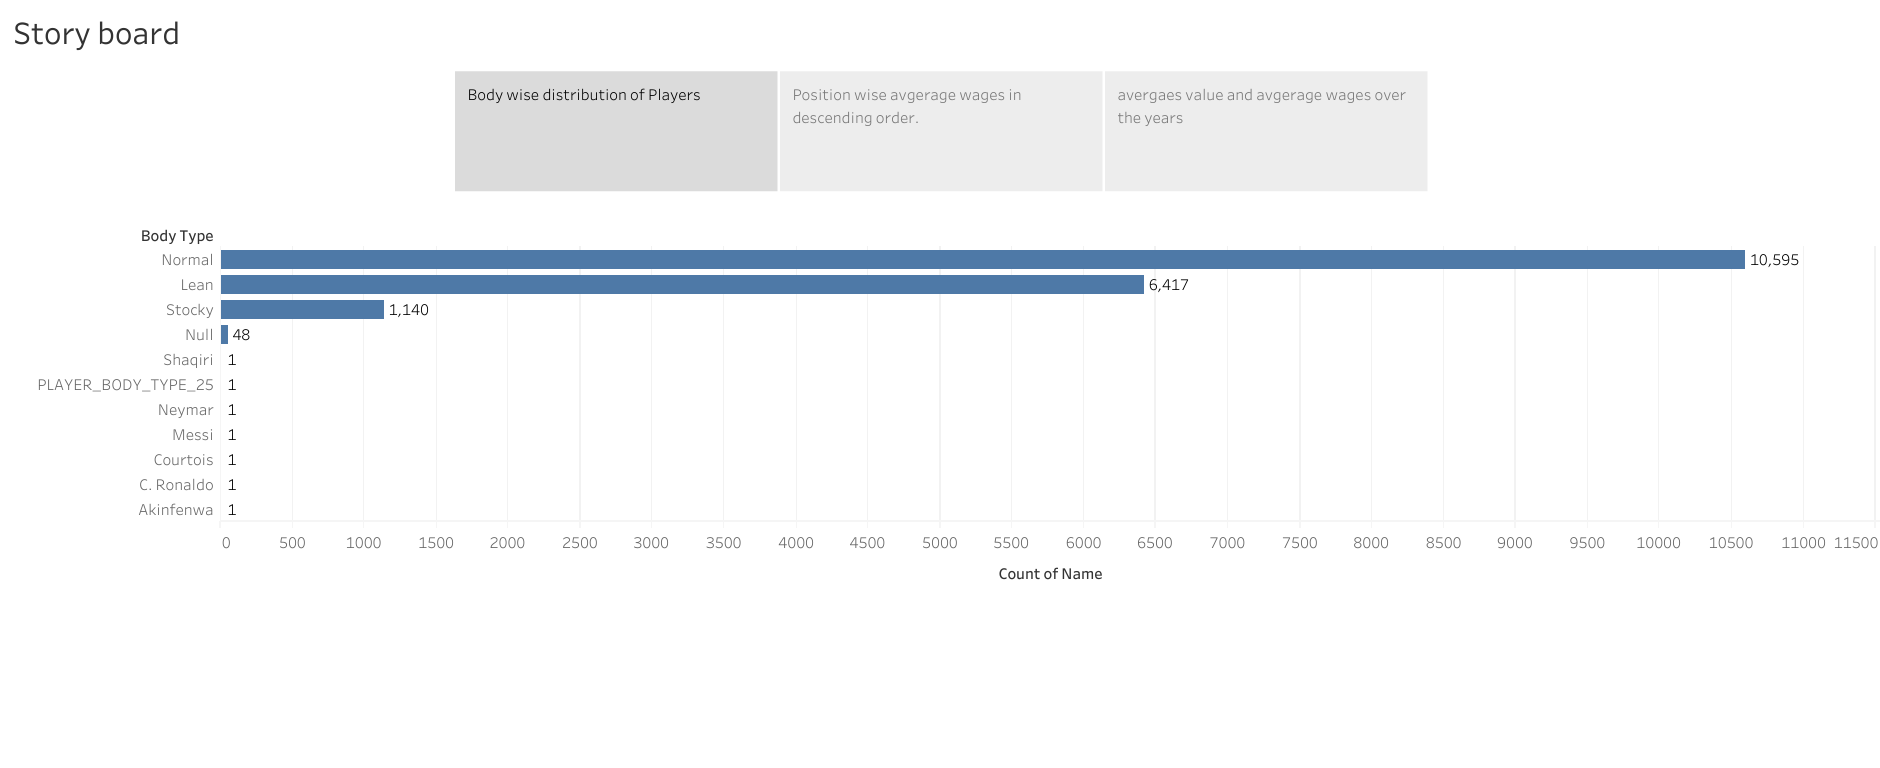 Story board
Body wise distribution of Players
Position wise avgerage wages in
descending order.
avergaes value and avgerage wages over
the years
Body Type
Normal 10,595
Lean 6,417
Stocky 1,140
Null 48
Shaqiri 1
PLAYER_BODY_TYPE_25 1
Neymar 1
Messi 1
Courtois 1
C. Ronaldo 1
Akinfenwa 1
0 500 1000 1500 2000 2500 3000 3500 4000 4500 5000 5500 6000 6500 7000 7500 8000 8500 9000 9500 10000 10500 11000 11500
Count of Name